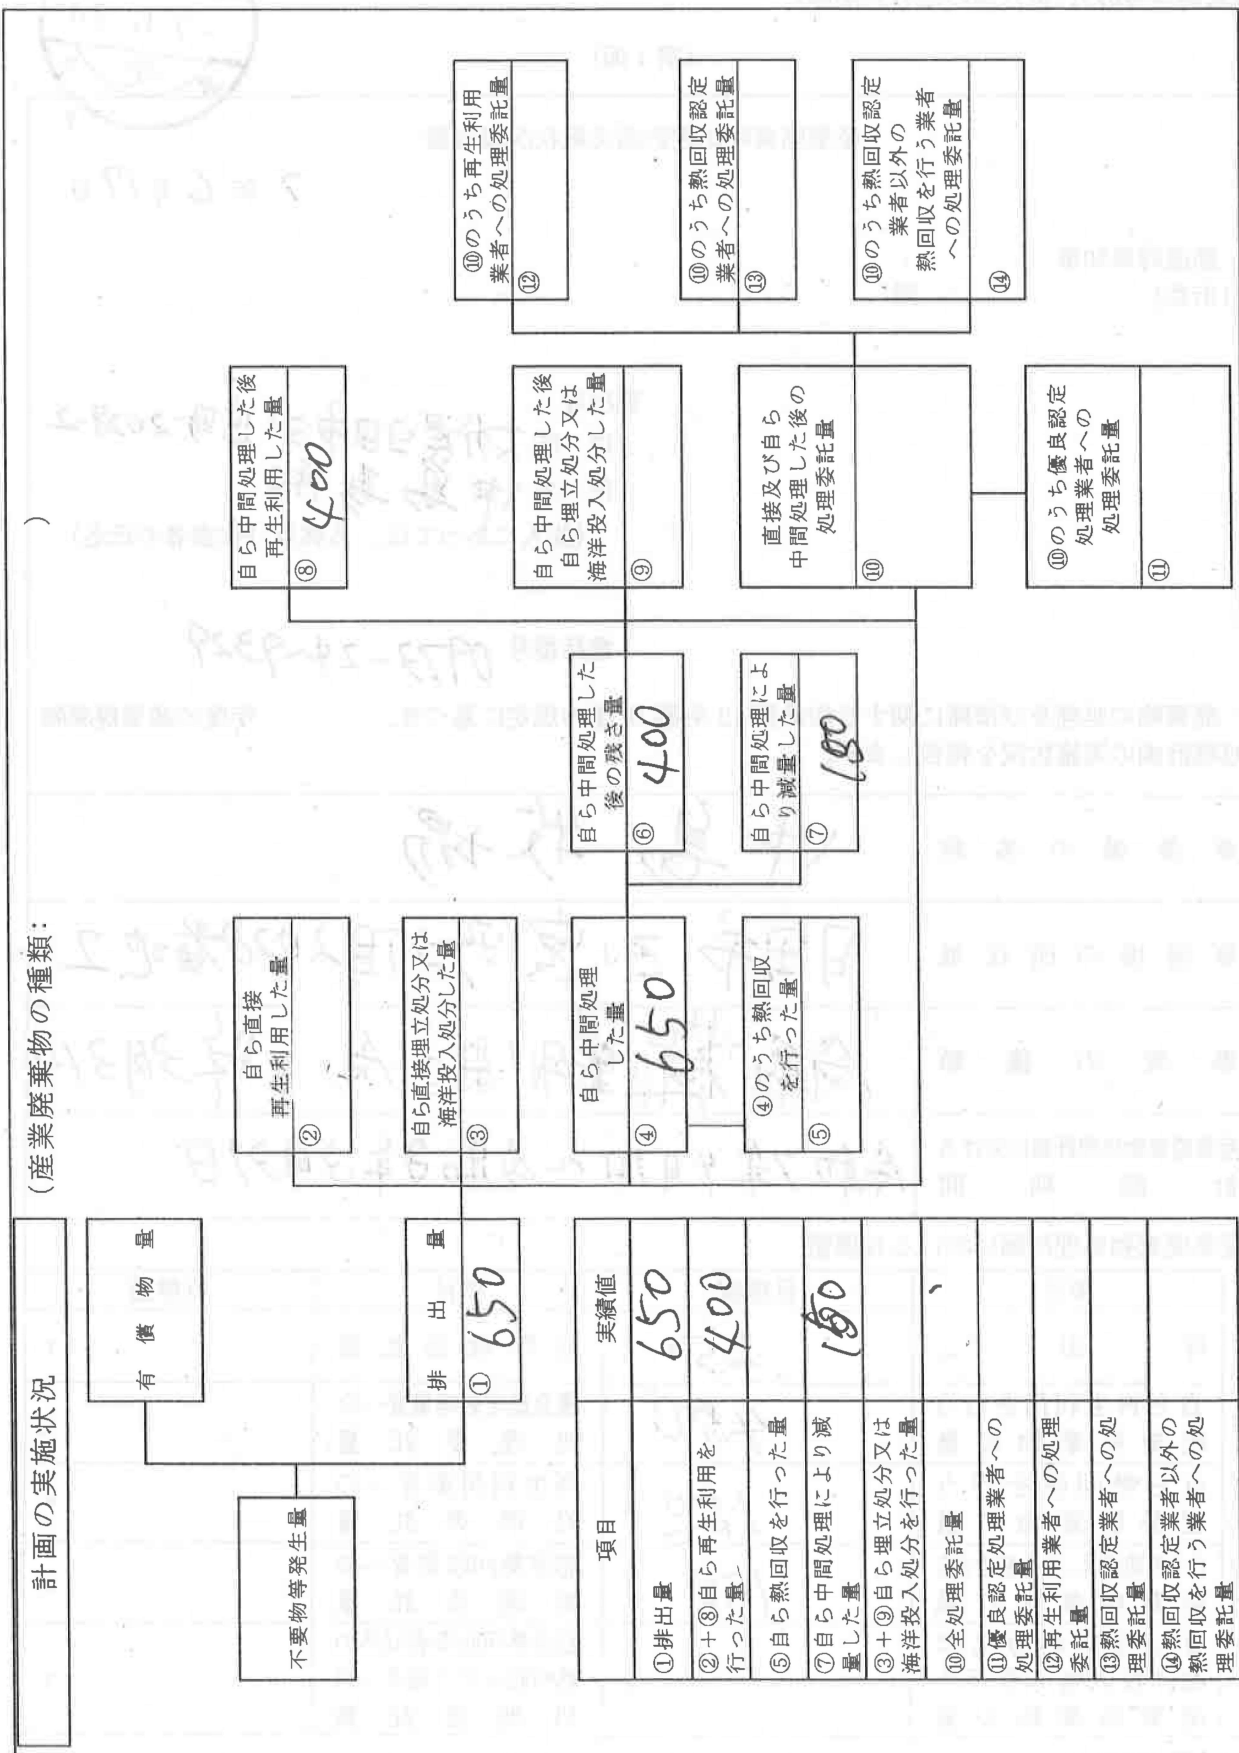 計画の実施状況
（産業廃棄物の種類：　　　　）
不要物等発生量
有償物量
排出量
① 650
自ら直接
再生利用した量
②
自ら直接埋立処分又は
海洋投入処分した量
③
自ら中間処理
した量
④ 650
④のうち熱回収
を行った量
⑤
自ら中間処理した
後の残さ量
⑥ 400
自ら中間処理によ
り減量した量
⑦
自ら中間処理した後
再生利用した量
⑧ 400
自ら中間処理した後
自ら埋立処分又は
海洋投入処分した量
⑨
直接及び自ら
中間処理した後の
処理委託量
⑩
⑩のうち優良認定
処理業者への
処理委託量
⑪
⑩のうち再生利用
業者への処理委託量
⑫
⑩のうち熱回収認定
業者への処理委託量
⑬
⑩のうち熱回収認定
業者以外の
熱回収を行う業者
への処理委託量
⑭
項目 実績値
①排出量 650
②＋⑧自ら再生利用を
行った量 400
⑤自ら熱回収を行った量
⑦自ら中間処理により減
量した量
③＋⑨自ら埋立処分又は
海洋投入処分を行った量
⑩全処理委託量
⑪優良認定処理業者への
処理委託量
⑫再生利用業者への処理
委託量
⑬熱回収認定業者への処
理委託量
⑭熱回収認定業者以外の
熱回収を行う業者への処
理委託量